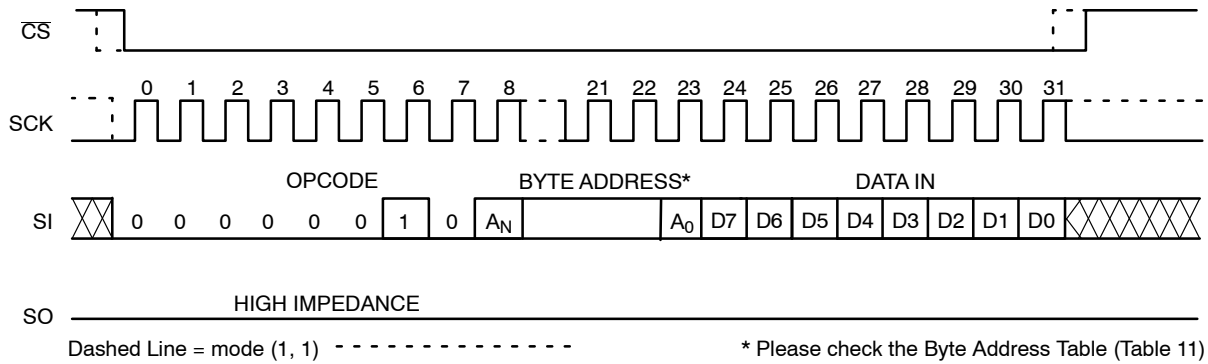 CS
0 1 2 3 4 5 6 7 8 21 22 23 24 25 26 27 28 29 30 31
SCK
OPCODE BYTE ADDRESS* DATA IN
SI 0 0 0 0 0 0 1 0 AN A0 D7 D6 D5 D4 D3 D2 D1 D0
HIGH IMPEDANCE
SO
Dashed Line = mode (1, 1) * Please check the Byte Address Table (Table 11)